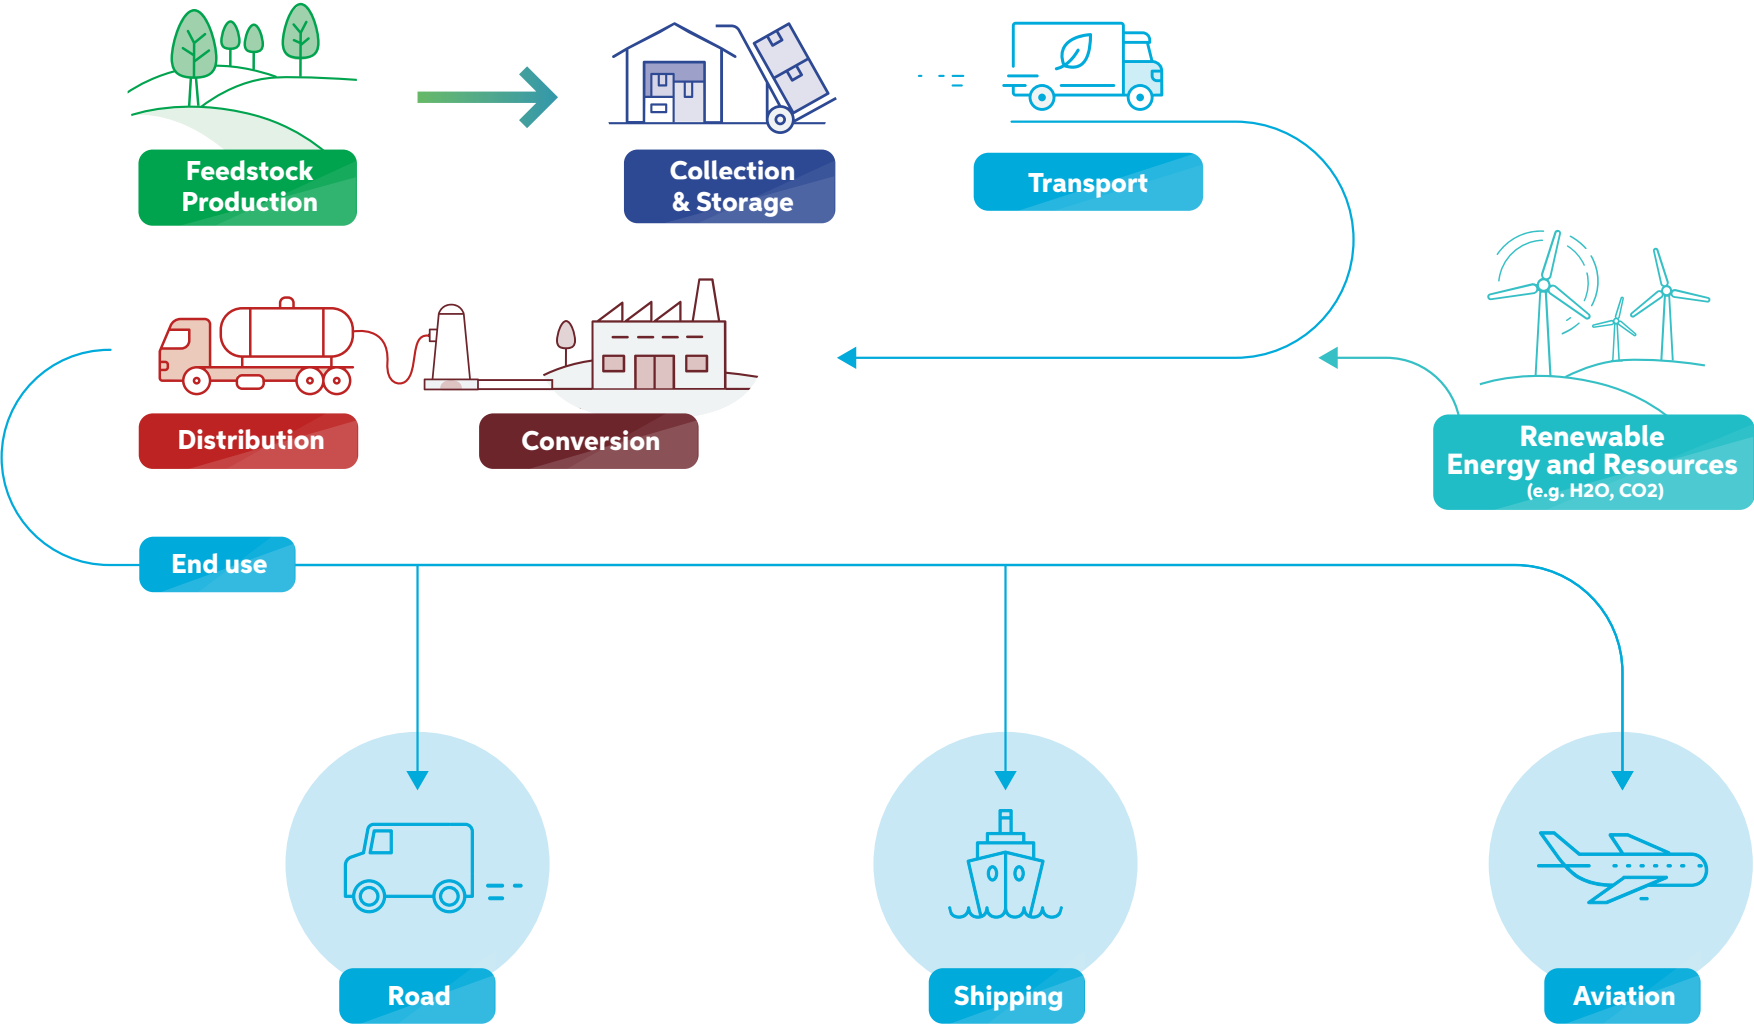 Feedstock
Production
Collection
& Storage
Transport
Distribution
Conversion
Renewable
Energy and Resources
(e.g. H2O, CO2)
End use
Road
Shipping
Aviation